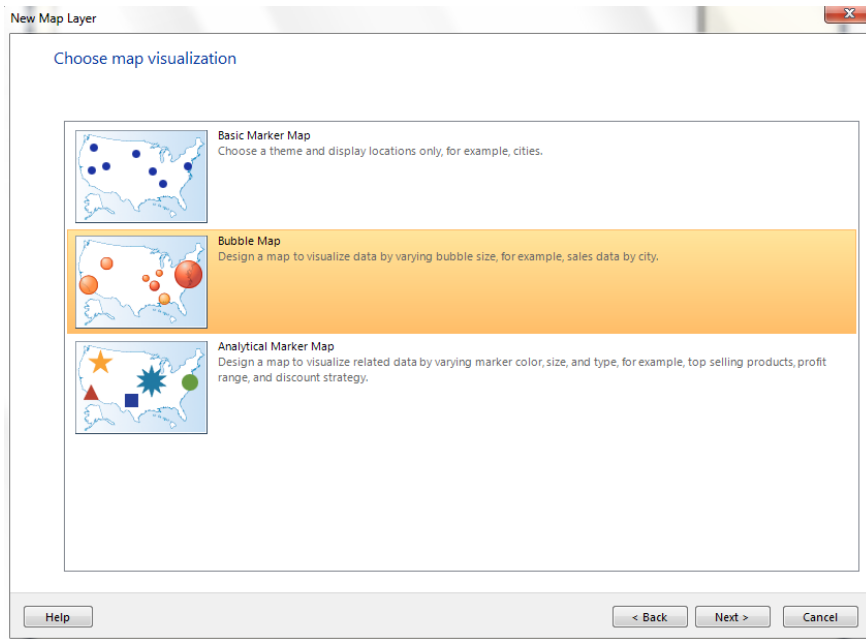 New Map Layer
Choose map visualization
Basic Marker Map
Choose a theme and display locations only, for example, cities.
Bubble Map
Design a map to visualize data by varying bubble size, for example, sales data by city.
Analytical Marker Map
Design a map to visualize related data by varying marker color, size, and type, for example, top selling products, profit
range, and discount strategy.
Help
< Back
Next >
Cancel